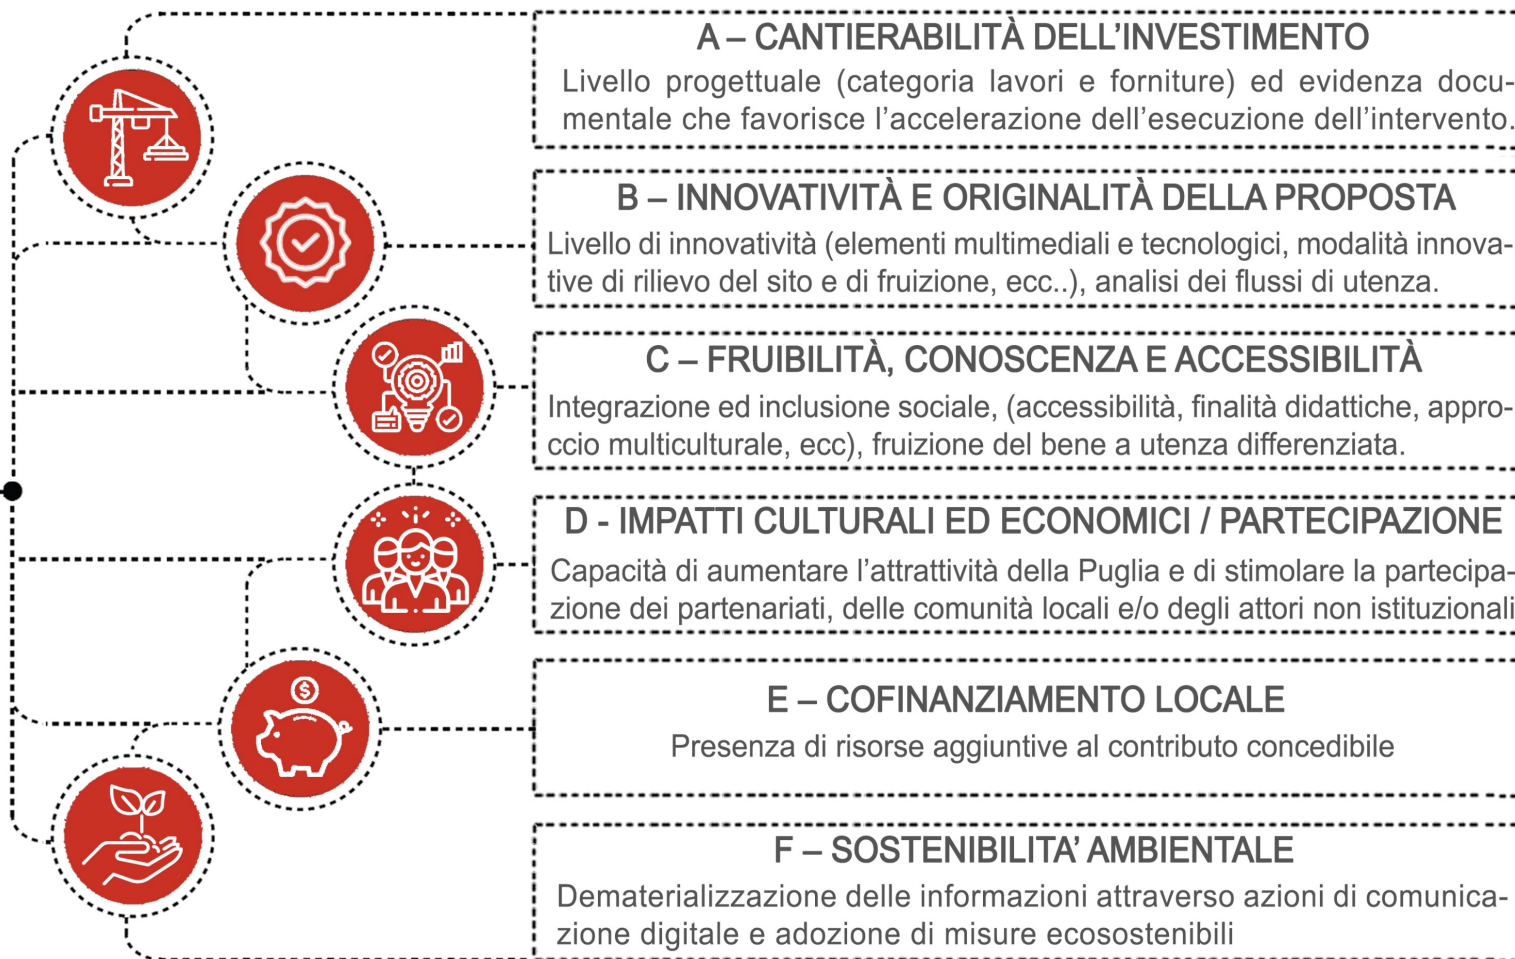 A – CANTIERABILITÀ DELL’INVESTIMENTO
Livello progettuale (categoria lavori e forniture) ed evidenza docu-
mentale che favorisce l’accelerazione dell’esecuzione dell’intervento.
B – INNOVATIVITÀ E ORIGINALITÀ DELLA PROPOSTA
Livello di innovatività (elementi multimediali e tecnologici, modalità innova-
tive di rilievo del sito e di fruizione, ecc..), analisi dei flussi di utenza.
C – FRUIBILITÀ, CONOSCENZA E ACCESSIBILITÀ
Integrazione ed inclusione sociale, (accessibilità, finalità didattiche, appro-
ccio multiculturale, ecc), fruizione del bene a utenza differenziata.
D - IMPATTI CULTURALI ED ECONOMICI / PARTECIPAZIONE
Capacità di aumentare l’attrattività della Puglia e di stimolare la partecipa-
zione dei partenariati, delle comunità locali e/o degli attori non istituzionali
$
E – COFINANZIAMENTO LOCALE
Presenza di risorse aggiuntive al contributo concedibile
F – SOSTENIBILITA’ AMBIENTALE
Dematerializzazione delle informazioni attraverso azioni di comunica-
zione digitale e adozione di misure ecosostenibili